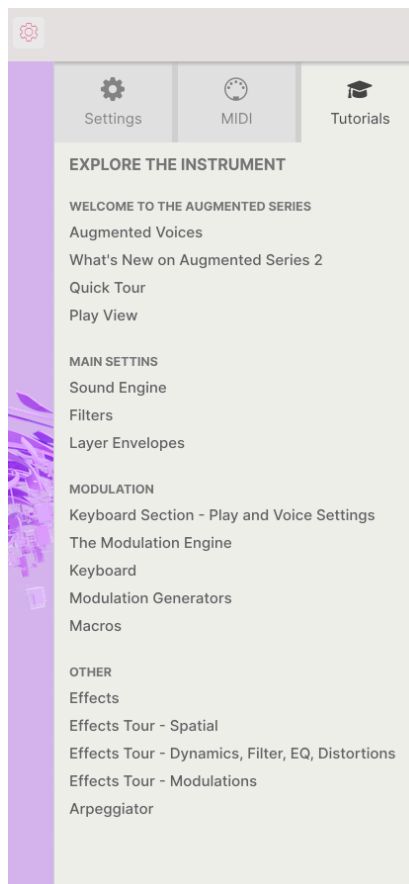 Settings
MIDI
Tutorials
EXPLORE THE INSTRUMENT
WELCOME TO THE AUGMENTED SERIES
Augmented Voices
What's New on Augmented Series 2
Quick Tour
Play View
MAIN SETTINS
Sound Engine
Filters
Layer Envelopes
MODULATION
Keyboard Section - Play and Voice Settings
The Modulation Engine
Keyboard
Modulation Generators
Macros
OTHER
Effects
Effects Tour - Spatial
Effects Tour - Dynamics, Filter, EQ, Distortions
Effects Tour - Modulations
Arpeggiator